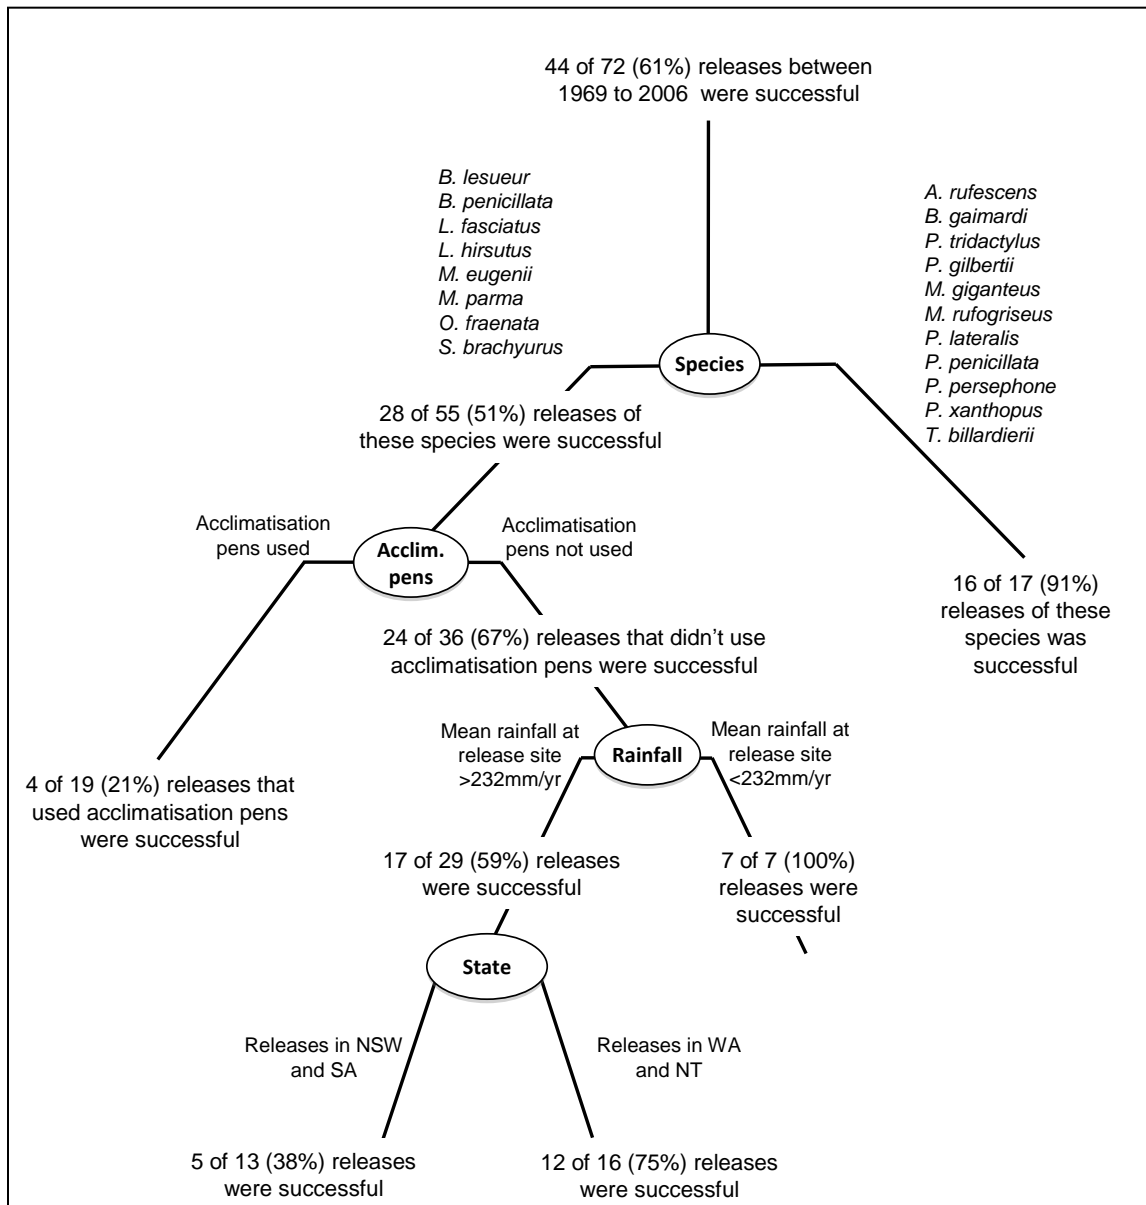 44 of 72 (61%) releases between
1969 to 2006 were successful
B. lesueur
B. penicillata
L. fasciatus
L. hirsutus
M. eugenii
M. parma
O. fraenata
S. brachyurus
A. rufescens
B. gaimardi
P. tridactylus
P. gilbertii
M. giganteus
M. rufogriseus
P. lateralis
P. penicillata
P. persephone
P. xanthopus
T. billardierii
Species
28 of 55 (51%) releases of
these species were successful
16 of 17 (91%)
releases of these
species was
successful
Acclimatisation
pens used
Acclim.
pens
Acclimatisation
pens not used
24 of 36 (67%) releases that didn't use
acclimatisation pens were successful
4 of 19 (21%) releases that
used acclimatisation pens
were successful
Mean rainfall at
release site
>232mm/yr
Rainfall
Mean rainfall at
release site
<232mm/yr
17 of 29 (59%) releases
were successful
7 of 7 (100%)
releases were
successful
State
Releases in NSW
and SA
Releases in WA
and NT
5 of 13 (38%) releases
were successful
12 of 16 (75%) releases
were successful